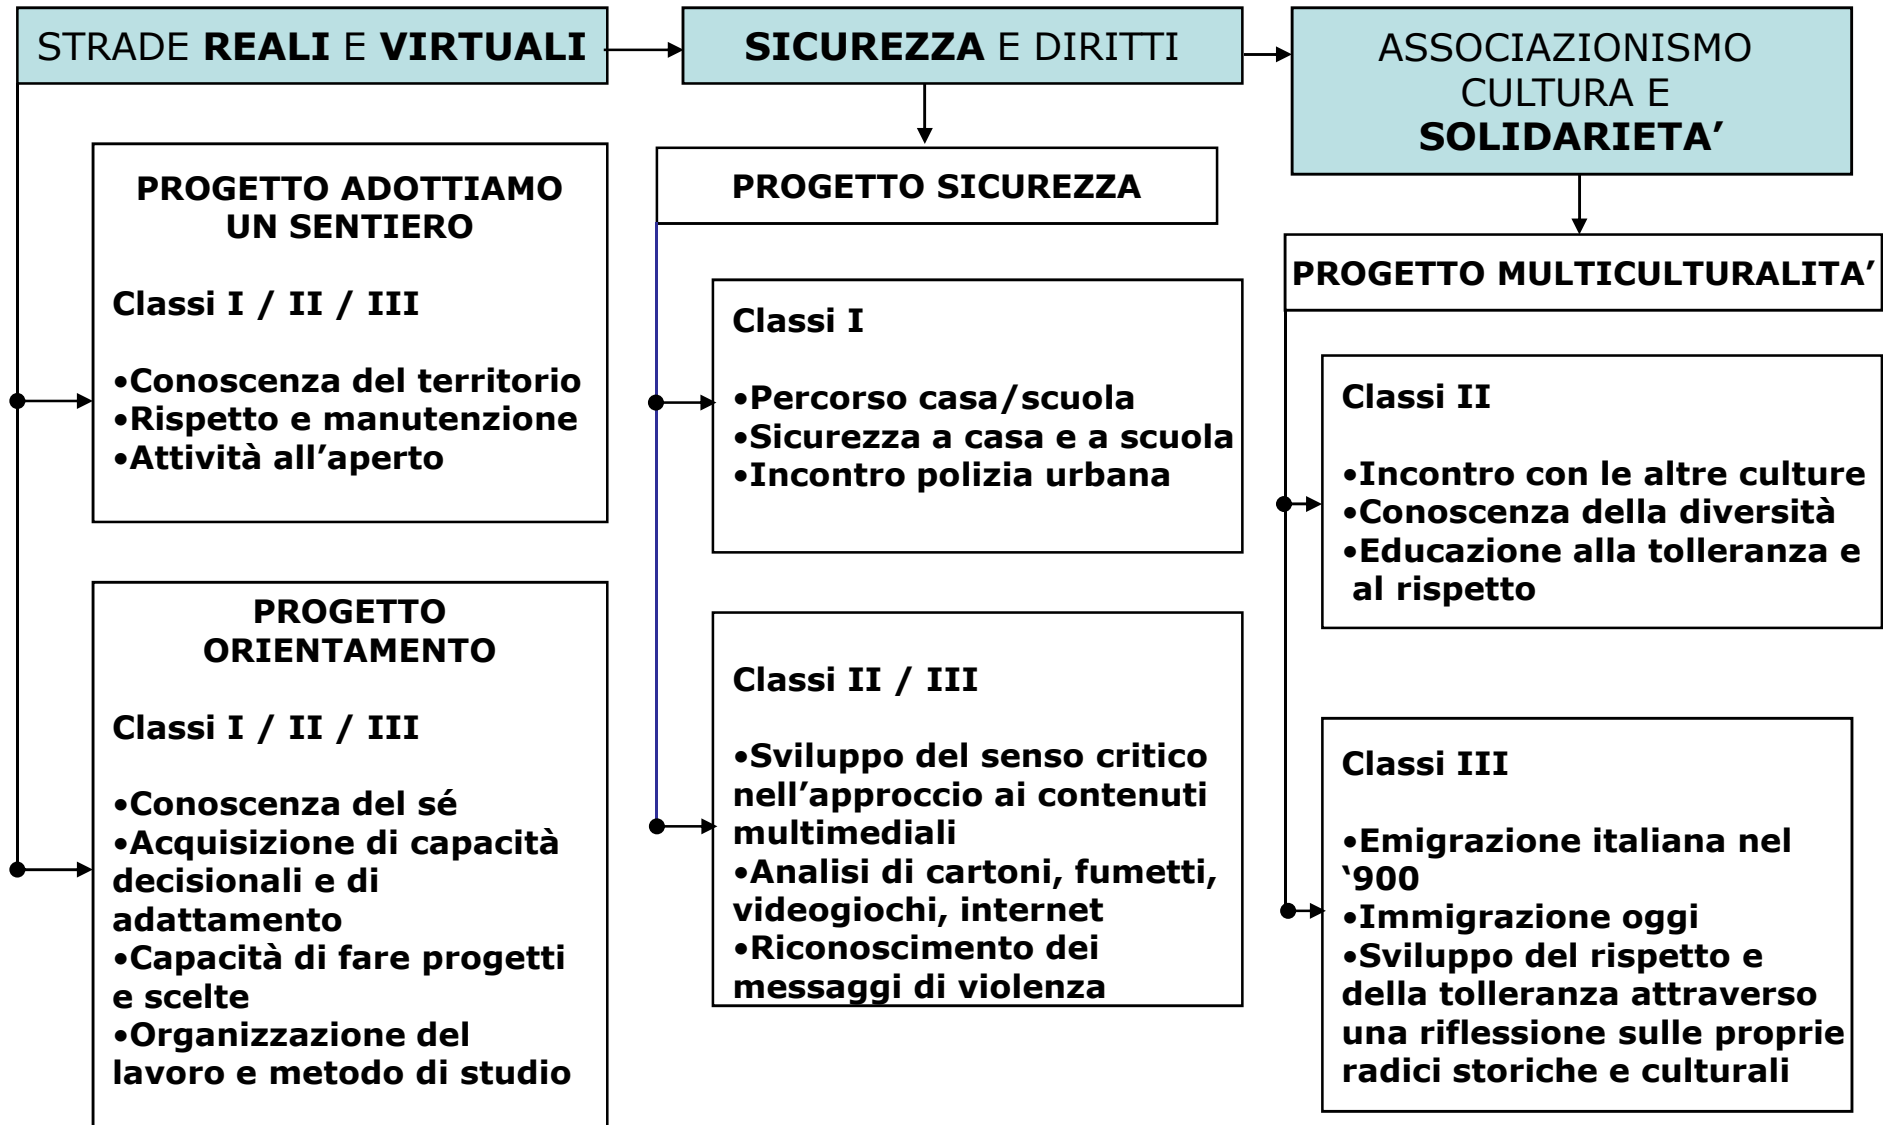 STRADE REALI E VIRTUALI
PROGETTO ADOTTIAMO
UN SENTIERO
Classi I / II / III
•Conoscenza del territorio
•Rispetto e manutenzione
•Attività all’aperto
PROGETTO
ORIENTAMENTO
Classi I / II / III
•Conoscenza del sé
•Acquisizione di capacità
decisionali e di
adattamento
•Capacità di fare progetti
e scelte
•Organizzazione del
lavoro e metodo di studio
SICUREZZA E DIRITTI
PROGETTO SICUREZZA
Classi I
•Percorso casa/scuola
•Sicurezza a casa e a scuola
•Incontro polizia urbana
Classi II / III
•Sviluppo del senso critico
nell’approccio ai contenuti
multimediali
•Analisi di cartoni, fumetti,
videogiochi, internet
•Riconoscimento dei
messaggi di violenza
ASSOCIAZIONISMO
CULTURA E
SOLIDARIETA’
PROGETTO MULTICULTURALITA’
Classi II
•Incontro con le altre culture
•Conoscenza della diversità
•Educazione alla tolleranza e
al rispetto
Classi III
•Emigrazione italiana nel
‘900
•Immigrazione oggi
•Sviluppo del rispetto e
della tolleranza attraverso
una riflessione sulle proprie
radici storiche e culturali